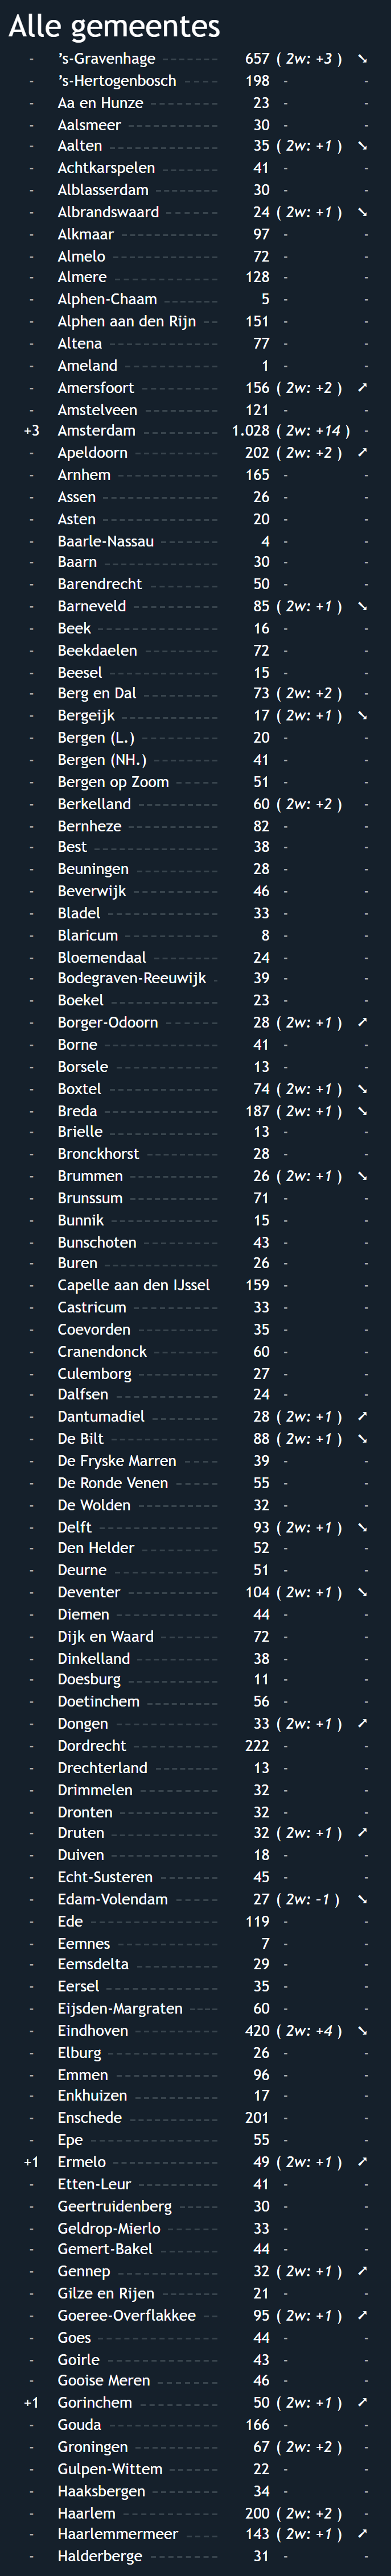 Alle gemeentes
- ’s-Gravenhage 657 ( 2w: +3 ) ➘
- ’s-Hertogenbosch 198 - -
- Aa en Hunze 23 - -
- Aalsmeer 30 - -
- Aalten 35 ( 2w: +1 ) ➘
- Achtkarspelen 41 - -
- Alblasserdam 30 - -
- Albrandswaard 24 ( 2w: +1 ) ➘
- Alkmaar 97 - -
- Almelo 72 - -
- Almere 128 - -
- Alphen-Chaam 5 - -
- Alphen aan den Rijn 151 - -
- Altena 77 - -
- Ameland 1 - -
- Amersfoort 156 ( 2w: +2 ) ➚
- Amstelveen 121 - -
+3 Amsterdam 1.028 ( 2w: +14 ) -
- Apeldoorn 202 ( 2w: +2 ) ➚
- Arnhem 165 - -
- Assen 26 - -
- Asten 20 - -
- Baarle-Nassau 4 - -
- Baarn 30 - -
- Barendrecht 50 - -
- Barneveld 85 ( 2w: +1 ) ➘
- Beek 16 - -
- Beekdaelen 72 - -
- Beesel 15 - -
- Berg en Dal 73 ( 2w: +2 ) -
- Bergeijk 17 ( 2w: +1 ) ➘
- Bergen (L.) 20 - -
- Bergen (NH.) 41 - -
- Bergen op Zoom 51 - -
- Berkelland 60 ( 2w: +2 ) -
- Bernheze 82 - -
- Best 38 - -
- Beuningen 28 - -
- Beverwijk 46 - -
- Bladel 33 - -
- Blaricum 8 - -
- Bloemendaal 24 - -
- Bodegraven-Reeuwijk 39 - -
- Boekel 23 - -
- Borger-Odoorn 28 ( 2w: +1 ) ➚
- Borne 41 - -
- Borsele 13 - -
- Boxtel 74 ( 2w: +1 ) ➘
- Breda 187 ( 2w: +1 ) ➘
- Brielle 13 - -
- Bronckhorst 28 - -
- Brummen 26 ( 2w: +1 ) ➘
- Brunssum 71 - -
- Bunnik 15 - -
- Bunschoten 43 - -
- Buren 26 - -
- Capelle aan den IJssel 159 - -
- Castricum 33 - -
- Coevorden 35 - -
- Cranendonck 60 - -
- Culemborg 27 - -
- Dalfsen 24 - -
- Dantumadiel 28 ( 2w: +1 ) ➚
- De Bilt 88 ( 2w: +1 ) ➘
- De Fryske Marren 39 - -
- De Ronde Venen 55 - -
- De Wolden 32 - -
- Delft 93 ( 2w: +1 ) ➘
- Den Helder 52 - -
- Deurne 51 - -
- Deventer 104 ( 2w: +1 ) ➘
- Diemen 44 - -
- Dijk en Waard 72 - -
- Dinkelland 38 - -
- Doesburg 11 - -
- Doetinchem 56 - -
- Dongen 33 ( 2w: +1 ) ➚
- Dordrecht 222 - -
- Drechterland 13 - -
- Drimmelen 32 - -
- Dronten 32 - -
- Druten 32 ( 2w: +1 ) ➚
- Duiven 18 - -
- Echt-Susteren 45 - -
- Edam-Volendam 27 ( 2w: -1 ) ➘
- Ede 119 - -
- Eemnes 7 - -
- Eemsdelta 29 - -
- Eersel 35 - -
- Eijsden-Margraten 60 - -
- Eindhoven 420 ( 2w: +4 ) ➘
- Elburg 26 - -
- Emmen 96 - -
- Enkhuizen 17 - -
- Enschede 201 - -
- Epe 55 - -
+1 Ermelo 49 ( 2w: +1 ) ➚
- Etten-Leur 41 - -
- Geertruidenberg 30 - -
- Geldrop-Mierlo 33 - -
- Gemert-Bakel 44 - -
- Gennep 32 ( 2w: +1 ) ➚
- Gilze en Rijen 21 - -
- Goeree-Overflakkee 95 ( 2w: +1 ) ➚
- Goes 44 - -
- Goirle 43 - -
- Gooise Meren 46 - -
+1 Gorinchem 50 ( 2w: +1 ) ➚
- Gouda 166 - -
- Groningen 67 ( 2w: +2 ) -
- Gulpen-Wittem 22 - -
- Haaksbergen 34 - -
- Haarlem 200 ( 2w: +2 ) -
- Haarlemmermeer 143 ( 2w: +1 ) ➚
- Halderberge 31 - -